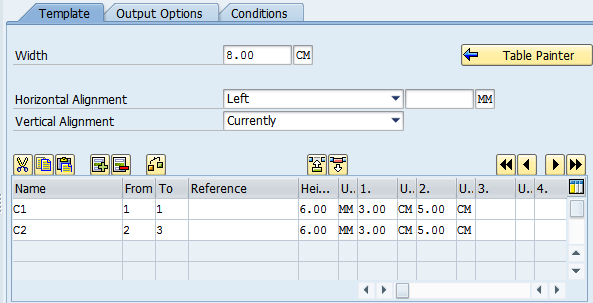 Template Output Options Conditions
Width 8.00 CM Table Painter
Horizontal Alignment Left MM
Vertical Alignment Currently
Name From To Reference Hei... U.. 1. U.. 2. U.. 3. U.. 4.
C1 1 1 6.00 MM 3.00 CM 5.00 CM
C2 2 3 6.00 MM 3.00 CM 5.00 CM